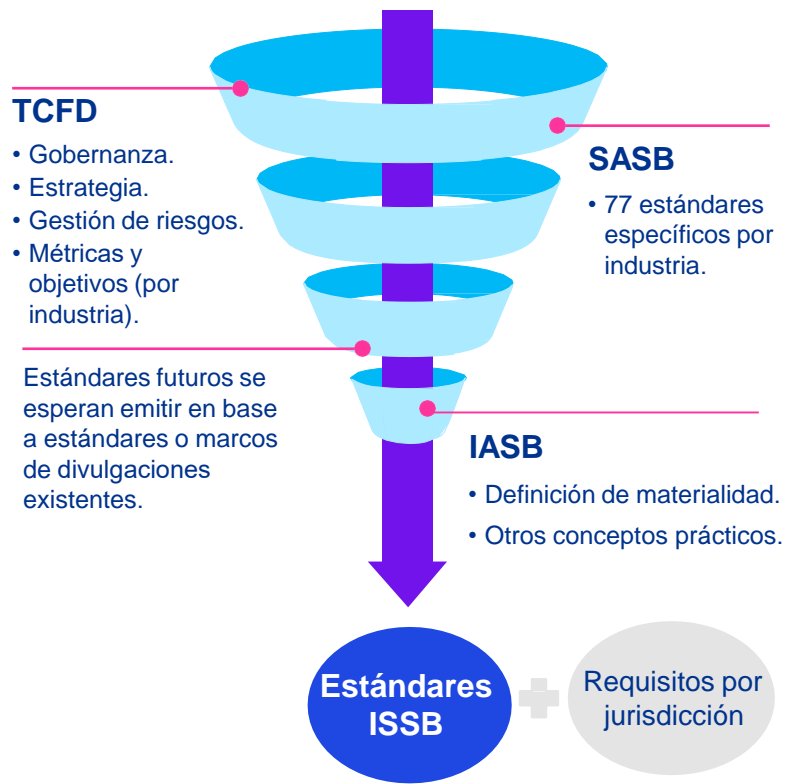 TCFD
• Gobernanza.
• Estrategia.
• Gestión de riesgos.
• Métricas y
objetivos (por
industria).
SASB
• 77 estándares
específicos por
industria.
Estándares futuros se
esperan emitir en base
a estándares o marcos
de divulgaciones
existentes.
IASB
• Definición de materialidad.
• Otros conceptos prácticos.
Estándares
ISSB
Requisitos por
jurisdicción